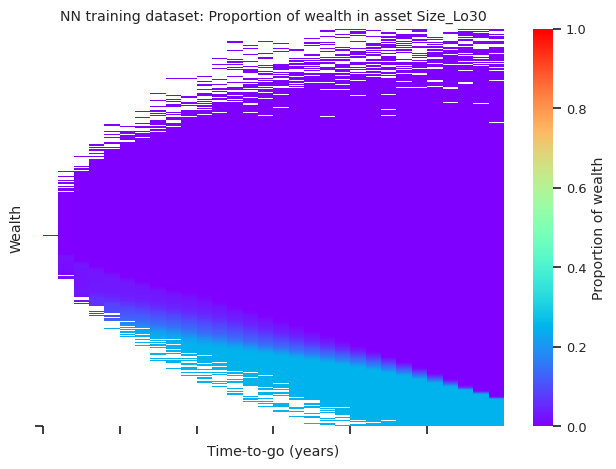 NN training dataset: Proportion of wealth in asset Size_Lo30
Wealth
Time-to-go (years)
1.0
0.8
0.6
0.4
0.2
0.0
Proportion of wealth